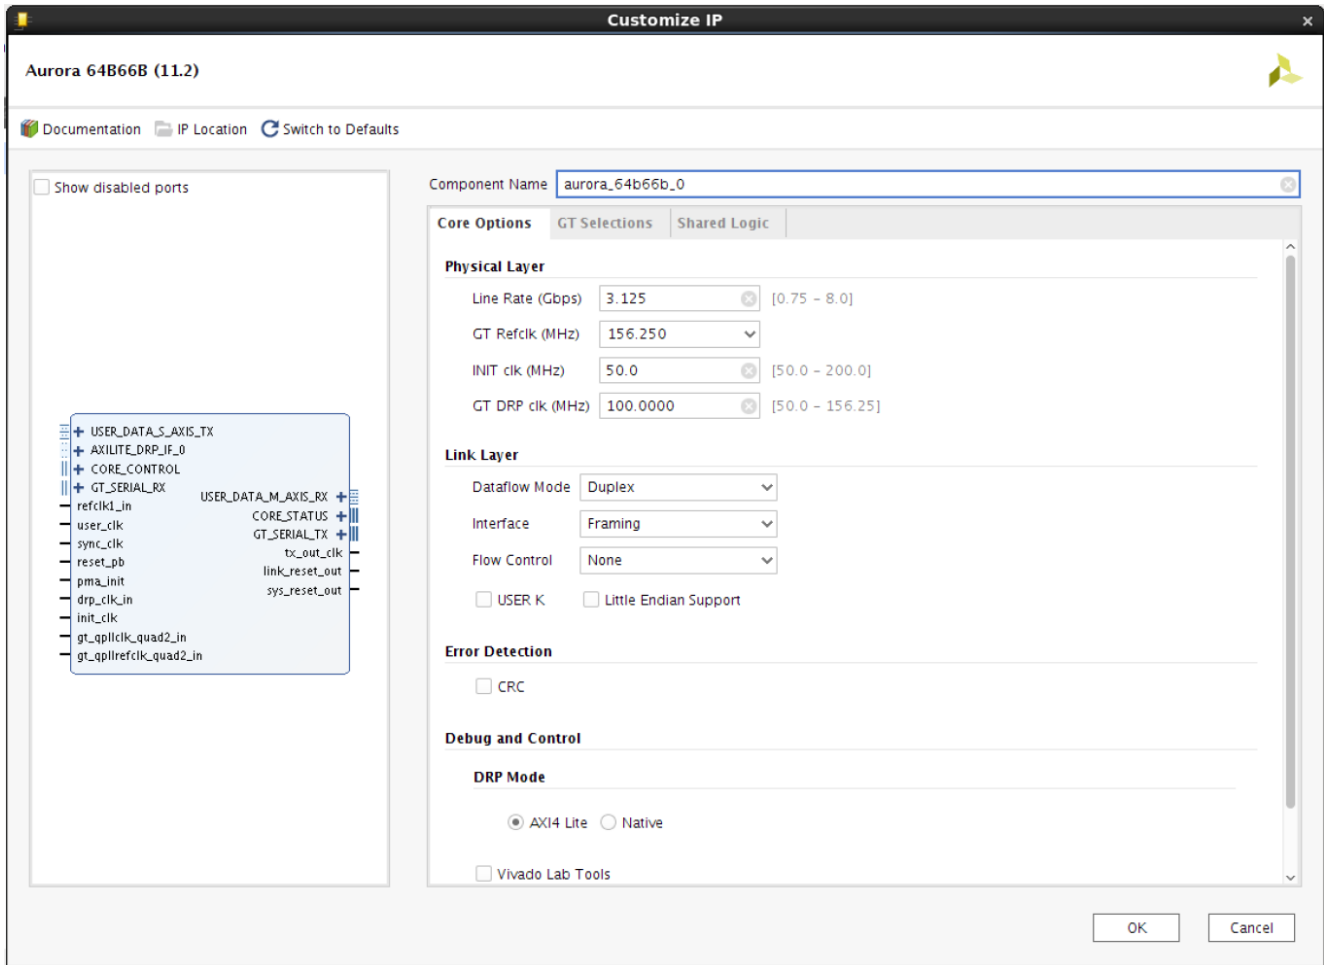 Customize IP
Aurora 64B66B (11.2)
Documentation IP Location Switch to Defaults
Show disabled ports
USER_DATA_S_AXIS_TX
AXILITE_DRP_IF_0
CORE_CONTROL
GT_SERIAL_RX
refclk1_in
user_clk
sync_clk
reset_pb
pma_init
drp_clk_in
init_clk
gt_qpllclk_quad2_in
gt_qpllrefclk_quad2_in
USER_DATA_M_AXIS_RX
CORE_STATUS
GT_SERIAL_TX
tx_out_clk
link_reset_out
sys_reset_out
Component Name aurora_64b66b_0
Core Options GT Selections Shared Logic
Physical Layer
Line Rate (Gbps) 3.125 [0.75 - 8.0]
GT Refclk (MHz) 156.250
INIT clk (MHz) 50.0 [50.0 - 200.0]
GT DRP clk (MHz) 100.0000 [50.0 - 156.25]
Link Layer
Dataflow Mode Duplex
Interface Framing
Flow Control None
USER K Little Endian Support
Error Detection
CRC
Debug and Control
DRP Mode
AXI4 Lite Native
Vivado Lab Tools
OK Cancel